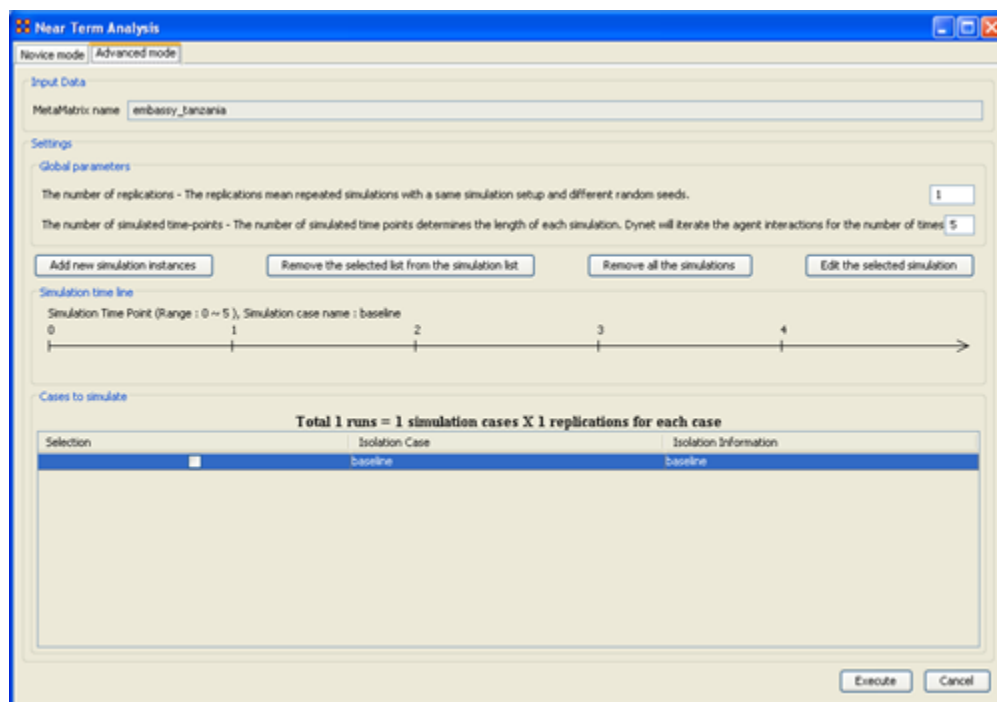 Near Term Analysis
Novice mode Advanced mode
Input Data
MetaMatrix name embassy_tanzania
Settings
Global parameters
The number of replications - The replications mean repeated simulations with a same simulation setup and different random seeds. 1
The number of simulated time-points - The number of simulated time points determines the length of each simulation. Dynet will iterate the agent interactions for the number of times 5
Add new simulation instances Remove the selected list from the simulation list Remove all the simulations Edit the selected simulation
Simulation time line
Simulation Time Point (Range : 0 ~ 5 ), Simulation case name : baseline
0 1 2 3 4
Cases to simulate
Total 1 runs = 1 simulation cases X 1 replications for each case
Selection Isolation Case Isolation Information
baseline baseline
Execute Cancel